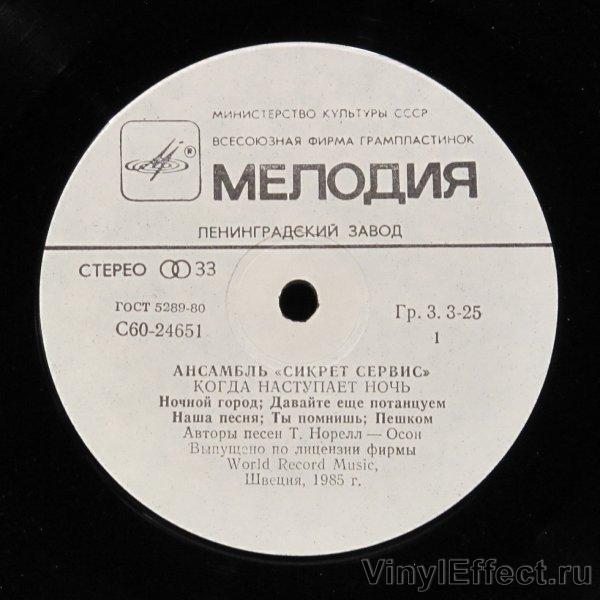 МИНИСТЕРСТВО КУЛЬТУРЫ СССР
ВСЕСОЮЗНАЯ ФИРМА ГРАМПЛАСТИНОК
® МЕЛОДИЯ
ЛЕНИНГРАДСКИЙ ЗАВОД
СТЕРЕО 33
ГОСТ 5289-80
С60-24651
Гр. 3. 3-25
1
АНСАМБЛЬ «СИКРЕТ СЕРВИС»
КОГДА НАСТУПАЕТ НОЧЬ
Ночной город; Давайте еще потанцуем
Наша песня; Ты помнишь; Пешком
Авторы песен Т. Норелл — Осон
Выпущено по лицензии фирмы
World Record Music,
Швеция, 1985 г.
VinylEffect.ru